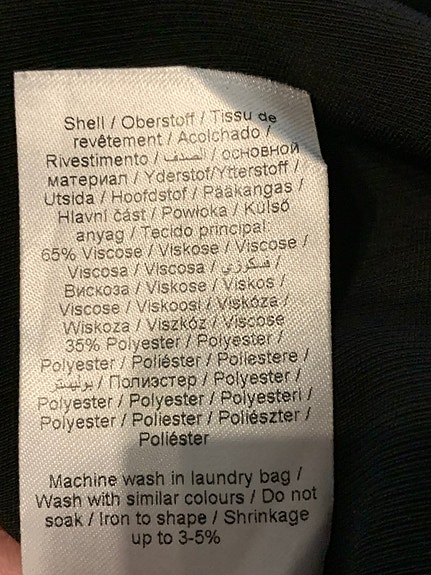 Shell / Oberstoff / Tissu de
revêtement / Acolchado /
Rivestimento / الصدف / основной
материал / Yderstof/Ytterstoff /
Utsida / Hoofdstof / Pääkangas /
Hlavní část / Powłoka / Külső
anyag / Tecido principal:
65% Viscose / Viskose / Viscose /
Viscosa / Viscosa / فسكوزي /
Вискоза / Viskose / Viskos /
Viscose / Viskoosi / Viskóza /
Wiskoza / Viszkóz / Viscose
35% Polyester / Polyester /
Polyester / Poliéster / Poliestere /
بوليستر / Полиэстер / Polyester /
Polyester / Polyester / Polyesteri /
Polyester / Poliester / Poliészter /
Poliéster
Machine wash in laundry bag /
Wash with similar colours / Do not
soak / Iron to shape / Shrinkage
up to 3-5%